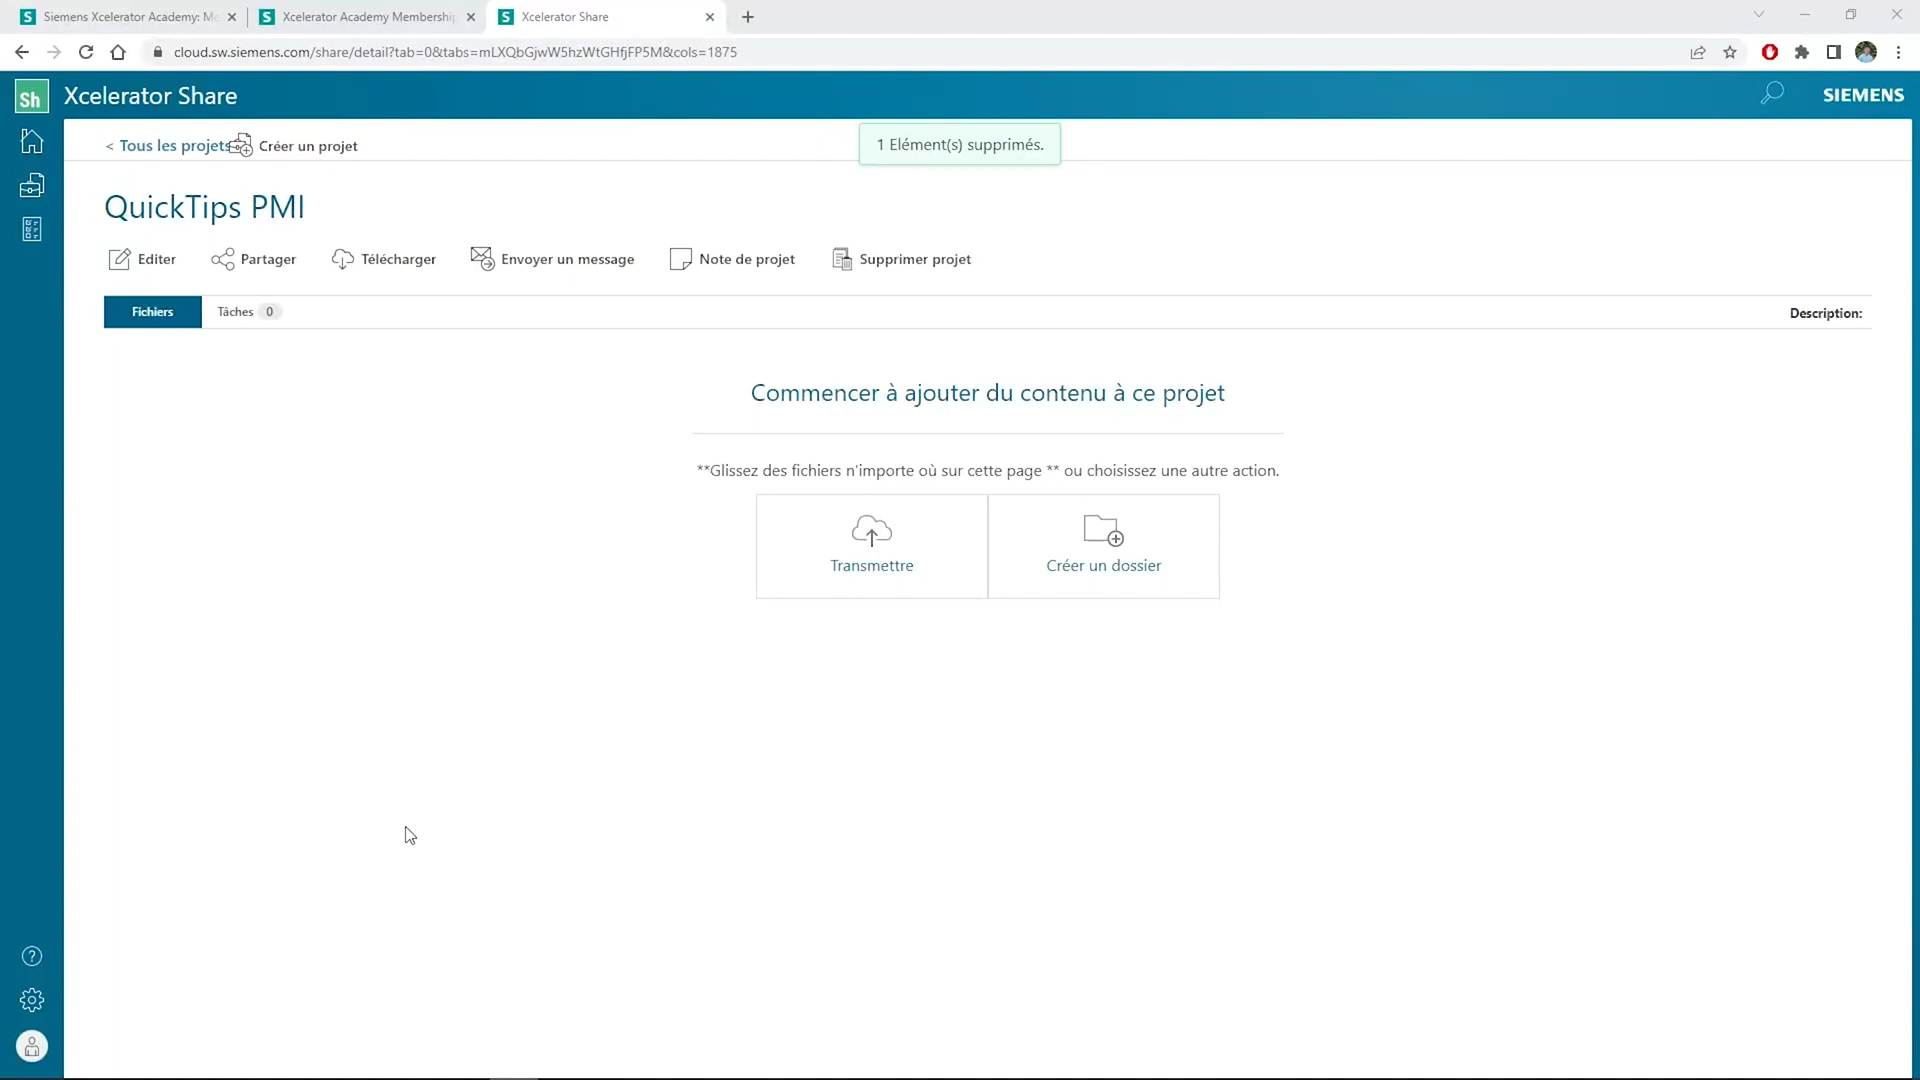 Siemens Xcelerator Academy: M
Xcelerator Academy Membership
Xcelerator Share
cloud.sw.siemens.com/share/detail?tab=0&tabs=mLXQbGjwW5hzWtGHfjFP5M&cols=1875
Sh
Xcelerator Share
SIEMENS
< Tous les projets
Créer un projet
1 Elément(s) supprimés.
QuickTips PMI
Editer
Partager
Télécharger
Envoyer un message
Note de projet
Supprimer projet
Fichiers
Tâches 0
Description:
Commencer à ajouter du contenu à ce projet
**Glissez des fichiers n'importe où sur cette page ** ou choisissez une autre action.
Transmettre
Créer un dossier